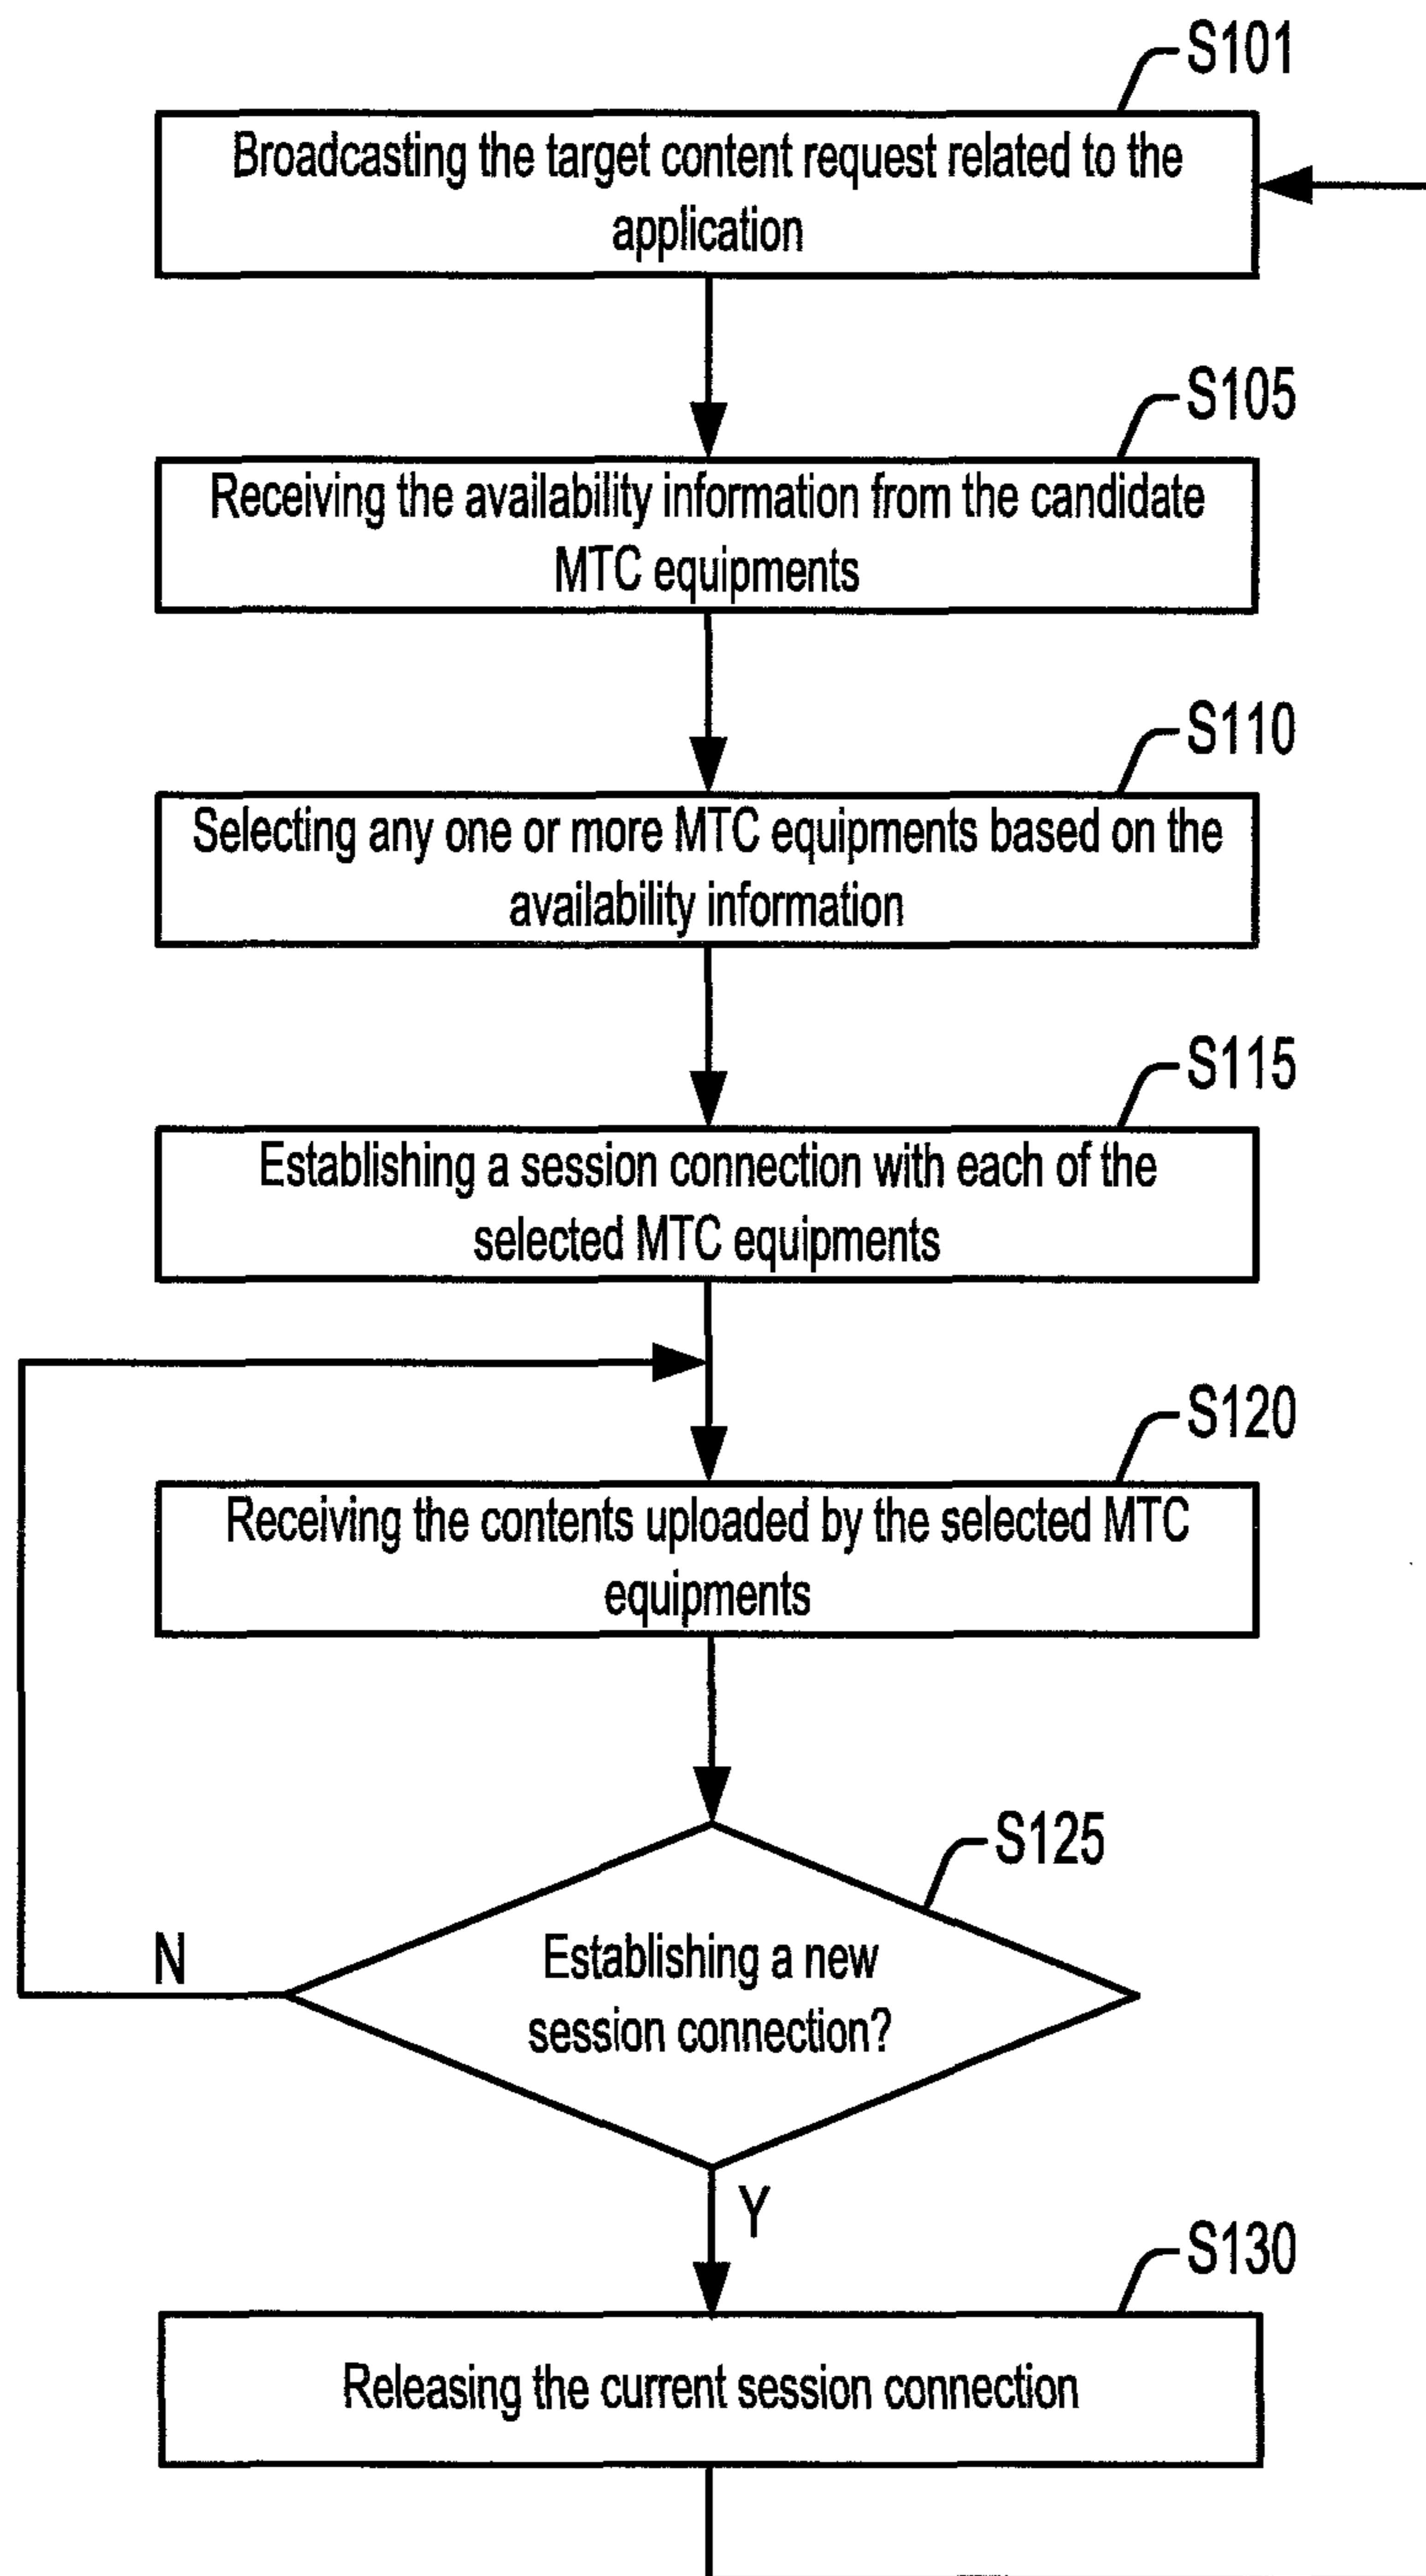 S101
Broadcasting the target content request related to the
application
S105
Receiving the availability information from the candidate
MTC equipments
S110
Selecting any one or more MTC equipments based on the
availability information
S115
Establishing a session connection with each of the
selected MTC equipments
S120
Receiving the contents uploaded by the selected MTC
equipments
S125
Establishing a new
session connection?
N
Y
S130
Releasing the current session connection